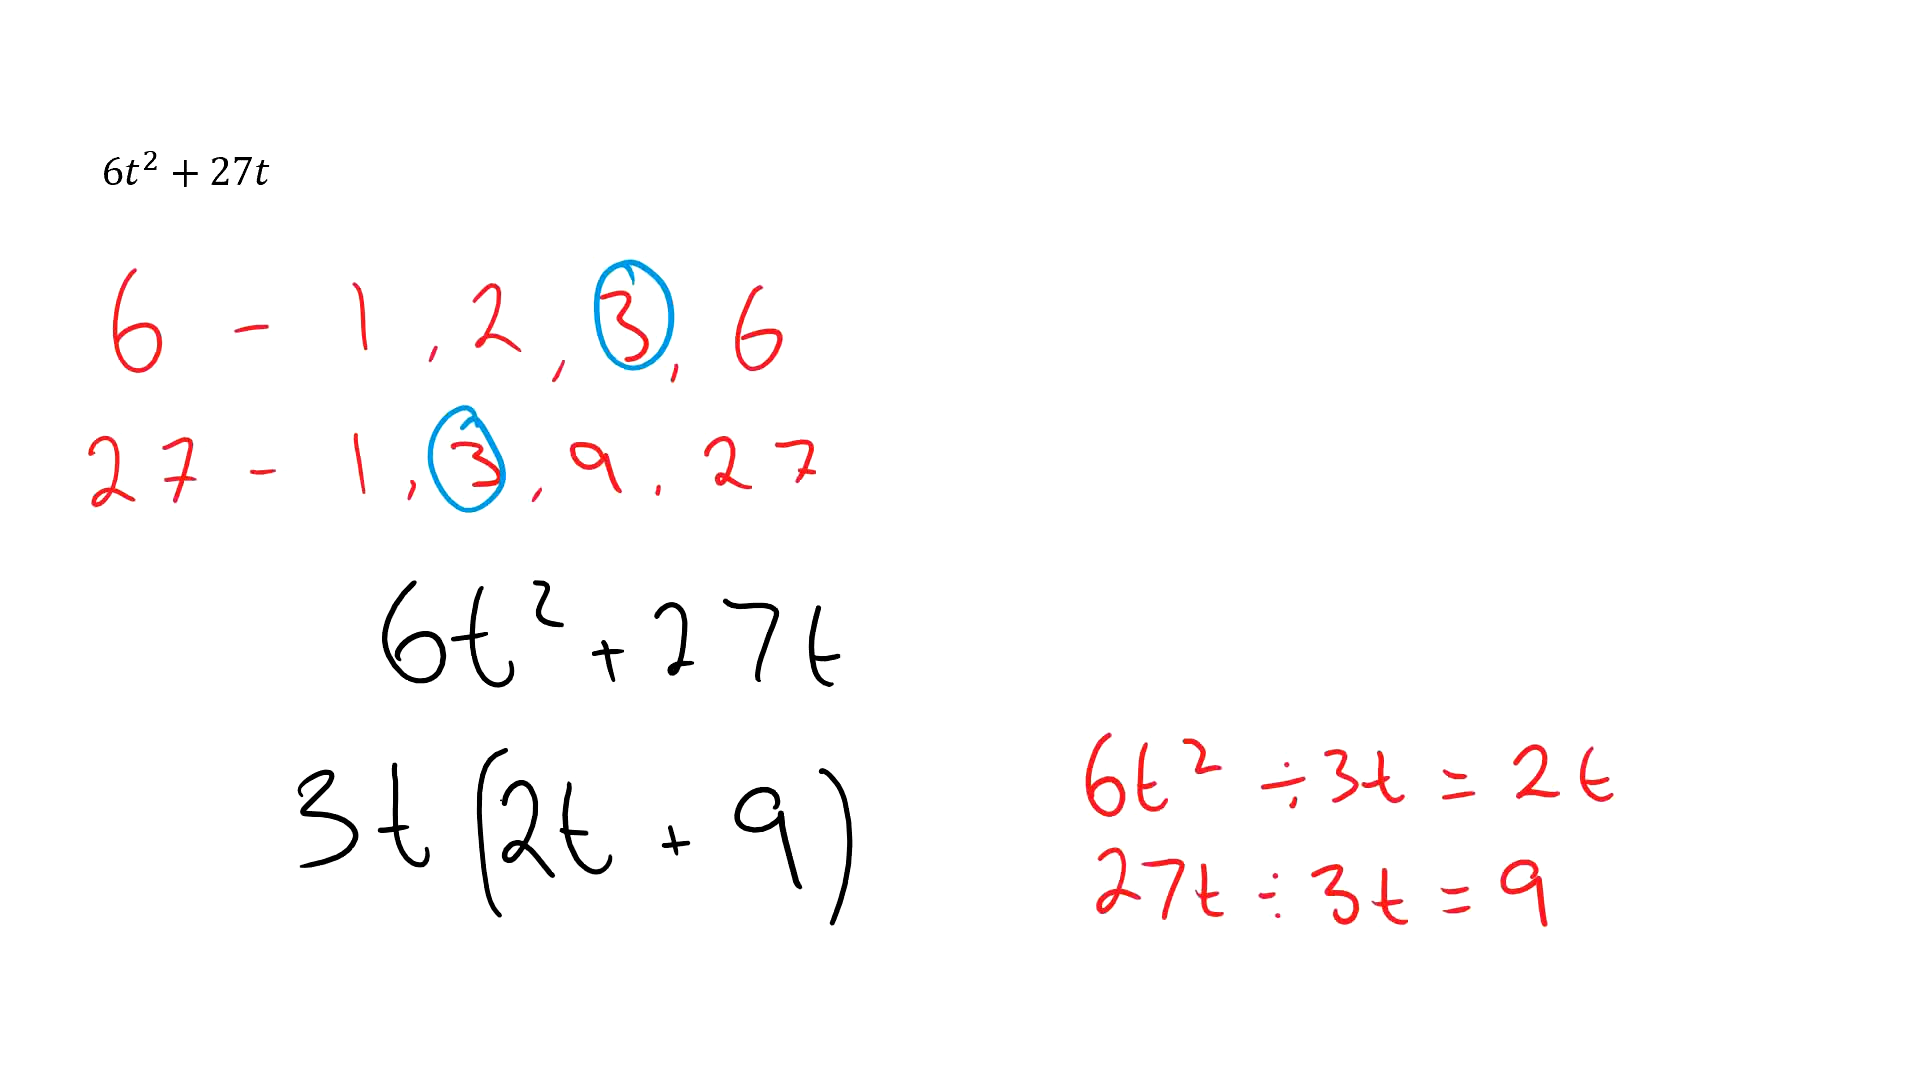 6t² + 27t
6 - 1, 2, 3, 6
27 - 1, 3, 9, 27
6t² + 27t
3t (2t + 9)
6t² ÷ 3t = 2t
27t ÷ 3t = 9